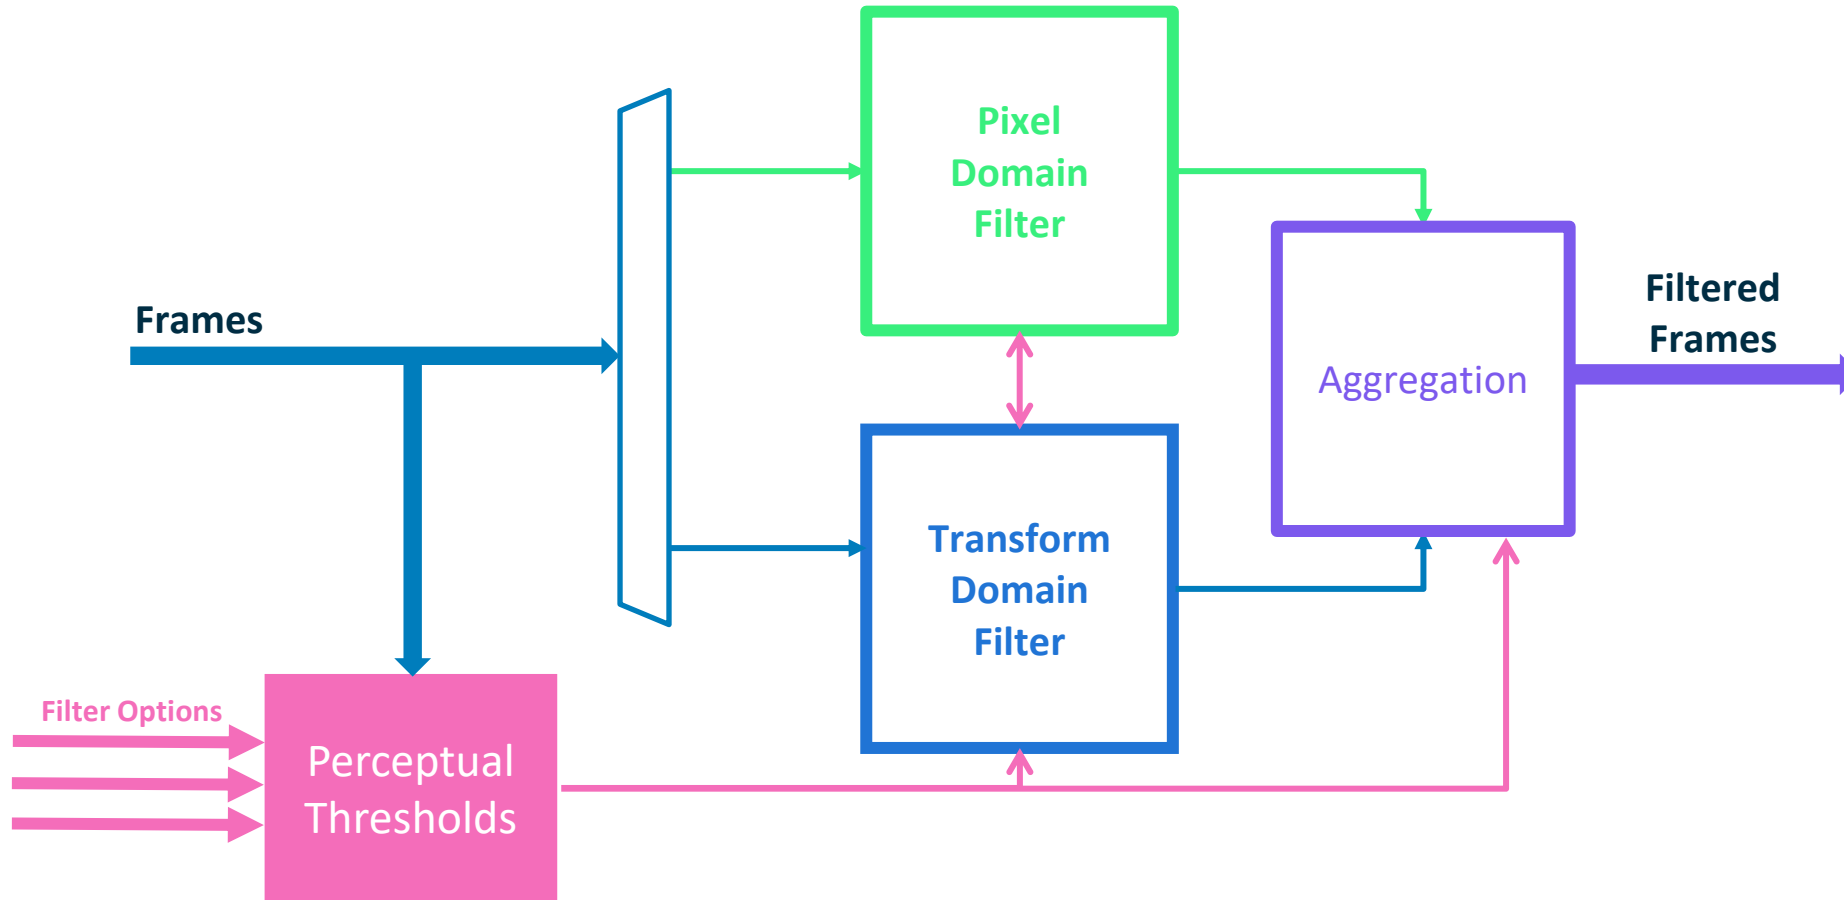 Pixel
Domain
Filter
Frames
Filtered
Frames
Aggregation
Transform
Domain
Filter
Filter Options
Perceptual
Thresholds